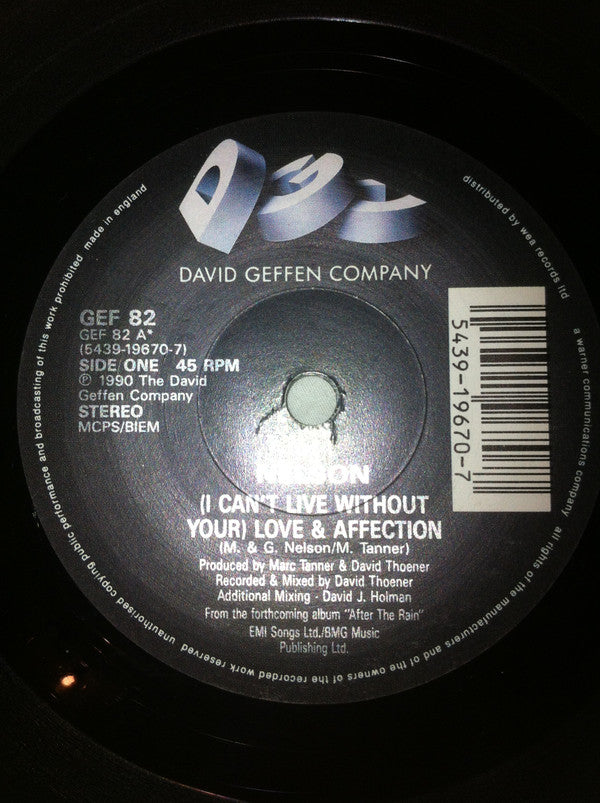 DGC
DAVID GEFFEN COMPANY
GEF 82
GEF 82 A*
(5439-19670-7)
SIDE ONE 45 RPM
℗ 1990 The David
Geffen Company
STEREO
MCPS/BIEM
5439-19670-7
NELSON
(I CAN'T LIVE WITHOUT
YOUR) LOVE & AFFECTION
(M. & G. Nelson/M. Tanner)
Produced by Marc Tanner & David Thoener
Recorded & Mixed by David Thoener
Additional Mixing - David J. Holman
From the forthcoming album "After The Rain"
EMI Songs Ltd./BMG Music
Publishing Ltd.
distributed by wea records ltd
a warner communications company
all rights of the manufacturers and of the owners of the recorded work reserved
unauthorised copying public performance and broadcasting of this work prohibited
made in england